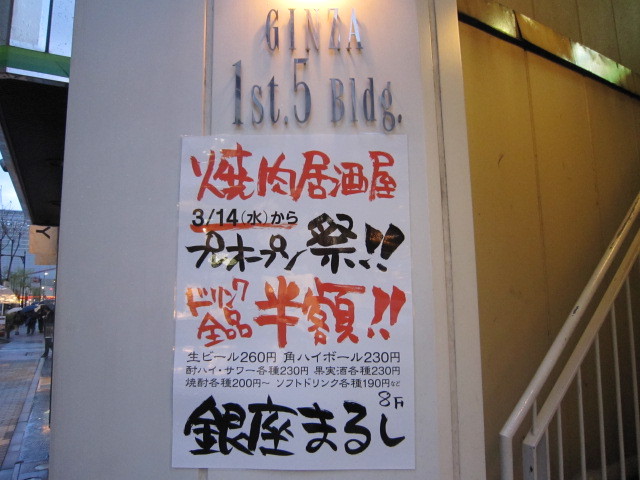 GINZA
1st.5 Bldg.
焼肉居酒屋
3/14(水)から
プレオープン祭!!
ドリンク全品半額!!
生ビール260円 角ハイボール230円
酎ハイ・サワー各種230円 果実酒各種230円
焼酎各種200円～ ソフトドリンク各種190円など
8F
銀座まるし